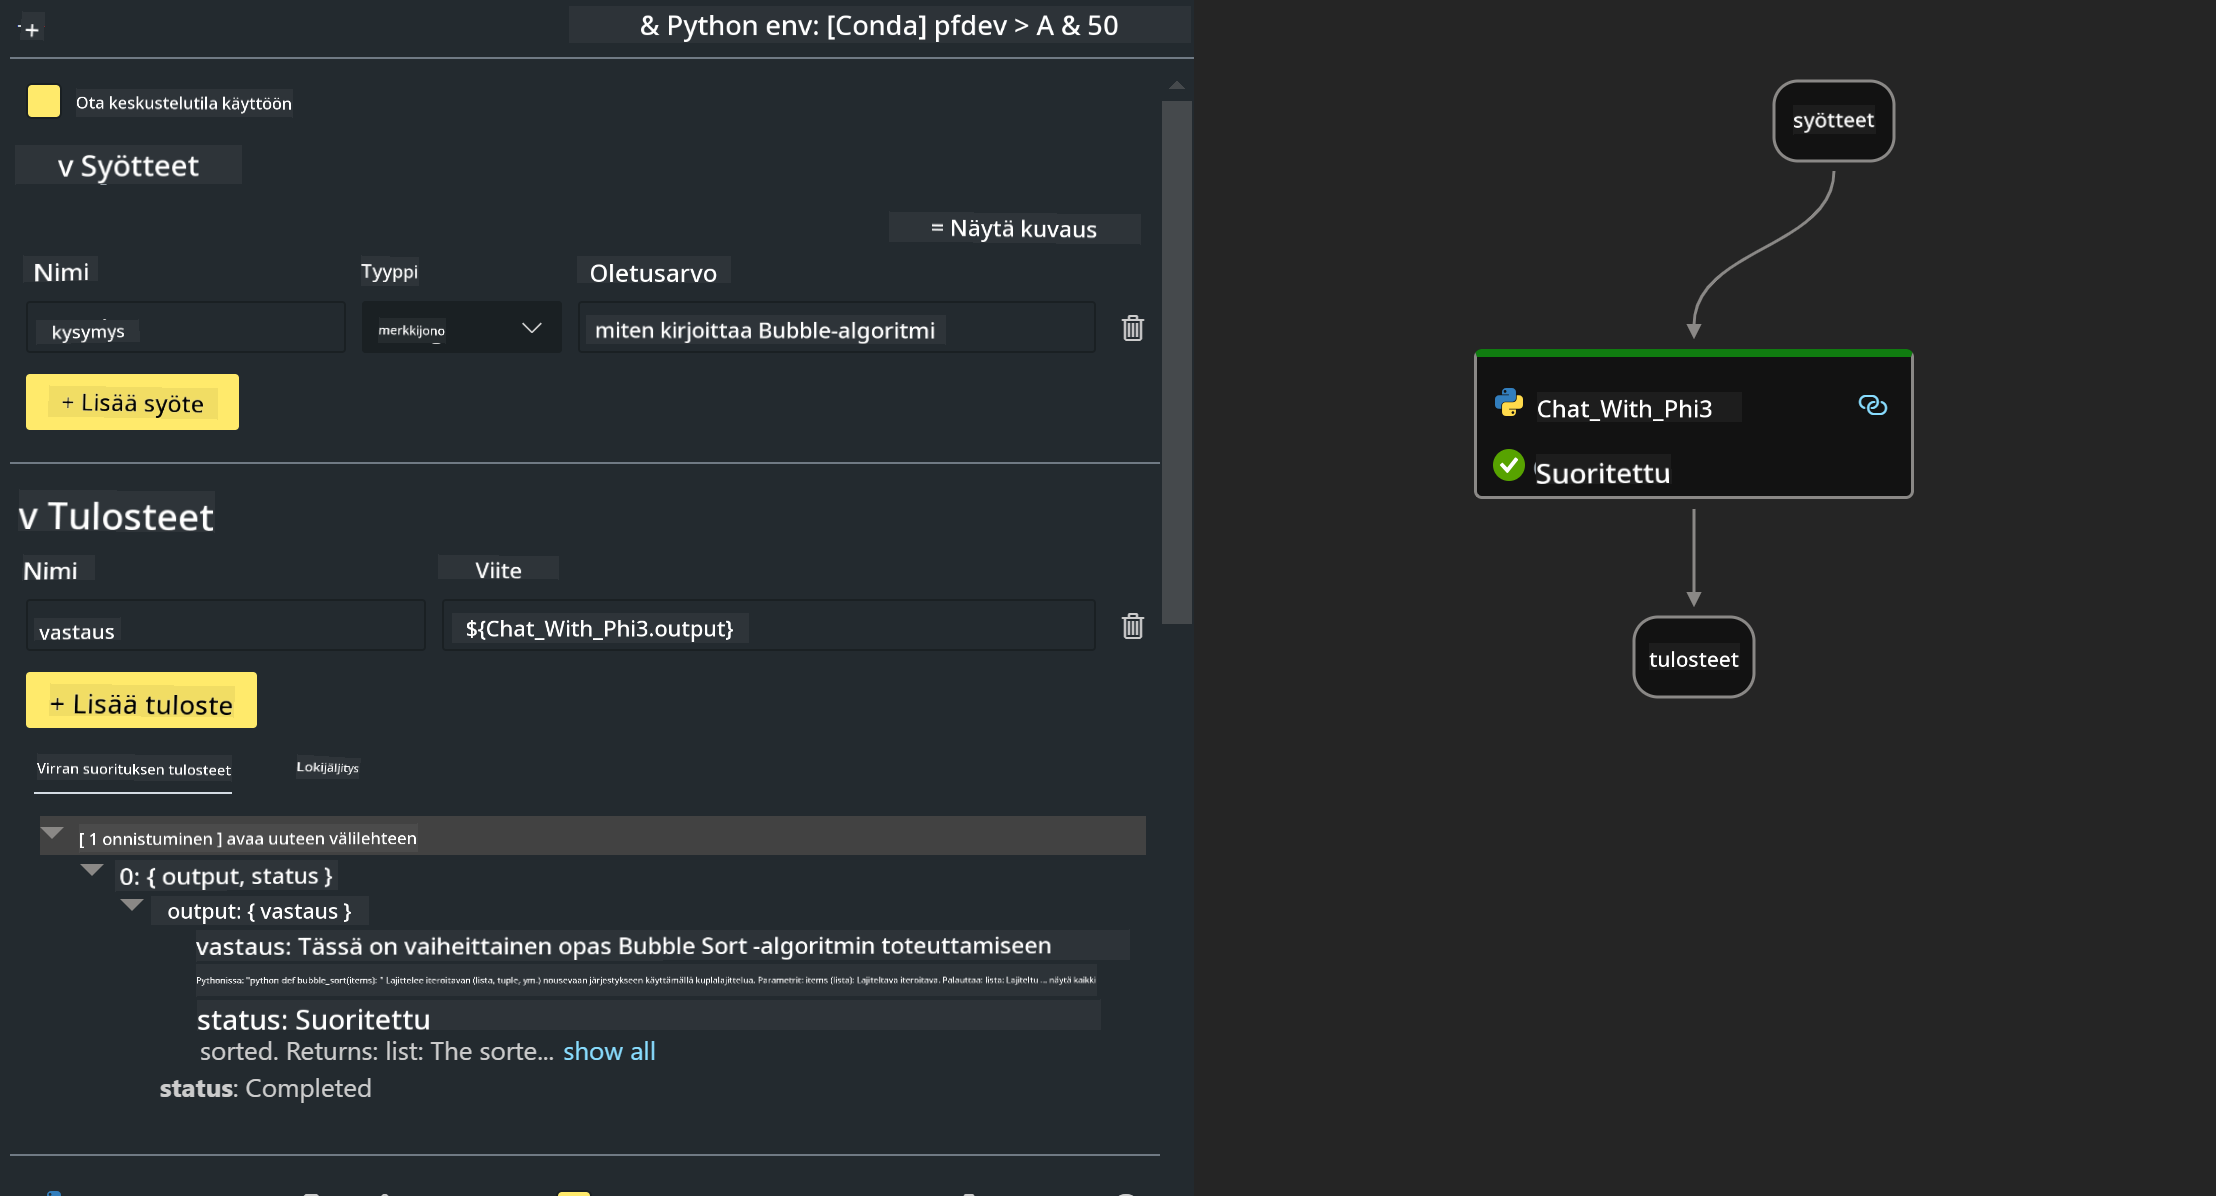 +
& Python env: [Conda] pfdev > A & 50
Ota keskustelutila käyttöön
v Syötteet
= Näytä kuvaus
Nimi Tyyppi Oletusarvo
kysymys merkkijono miten kirjoittaa Bubble-algoritmi
+ Lisää syöte
v Tulosteet
Nimi Viite
vastaus ${Chat_With_Phi3.output}
+ Lisää tuloste
Virran suorituksen tulosteet Lokijäljitys
[ 1 onnistuminen ] avaa uuteen välilehteen
0: { output, status }
output: { vastaus }
vastaus: Tässä on vaiheittainen opas Bubble Sort -algoritmin toteuttamiseen
Pythonissa: "python def bubble_sort(items): " Lajittelee iteroitavan (lista, tuple, ym.) nousevaan järjestykseen käyttämällä kuplalajittelua. Parametrit: items (lista): Lajiteltava iteroitava. Palauttaa: lista: Lajiteltu ... näytä kaikki
status: Suoritettu
sorted. Returns: list: The sorte... show all
status: Completed
syötteet
Chat_With_Phi3
Suoritettu
tulosteet